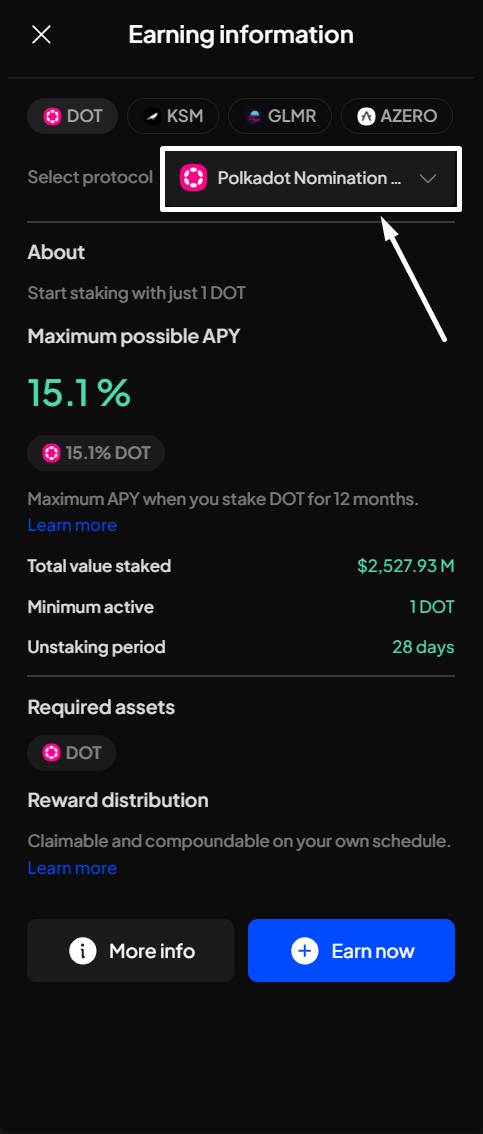 Earning information
DOT KSM GLMR AZERO
Select protocol Polkadot Nomination ...
About
Start staking with just 1 DOT
Maximum possible APY
15.1 %
15.1% DOT
Maximum APY when you stake DOT for 12 months.
Learn more
Total value staked $2,527.93 M
Minimum active 1 DOT
Unstaking period 28 days
Required assets
DOT
Reward distribution
Claimable and compoundable on your own schedule.
Learn more
More info Earn now